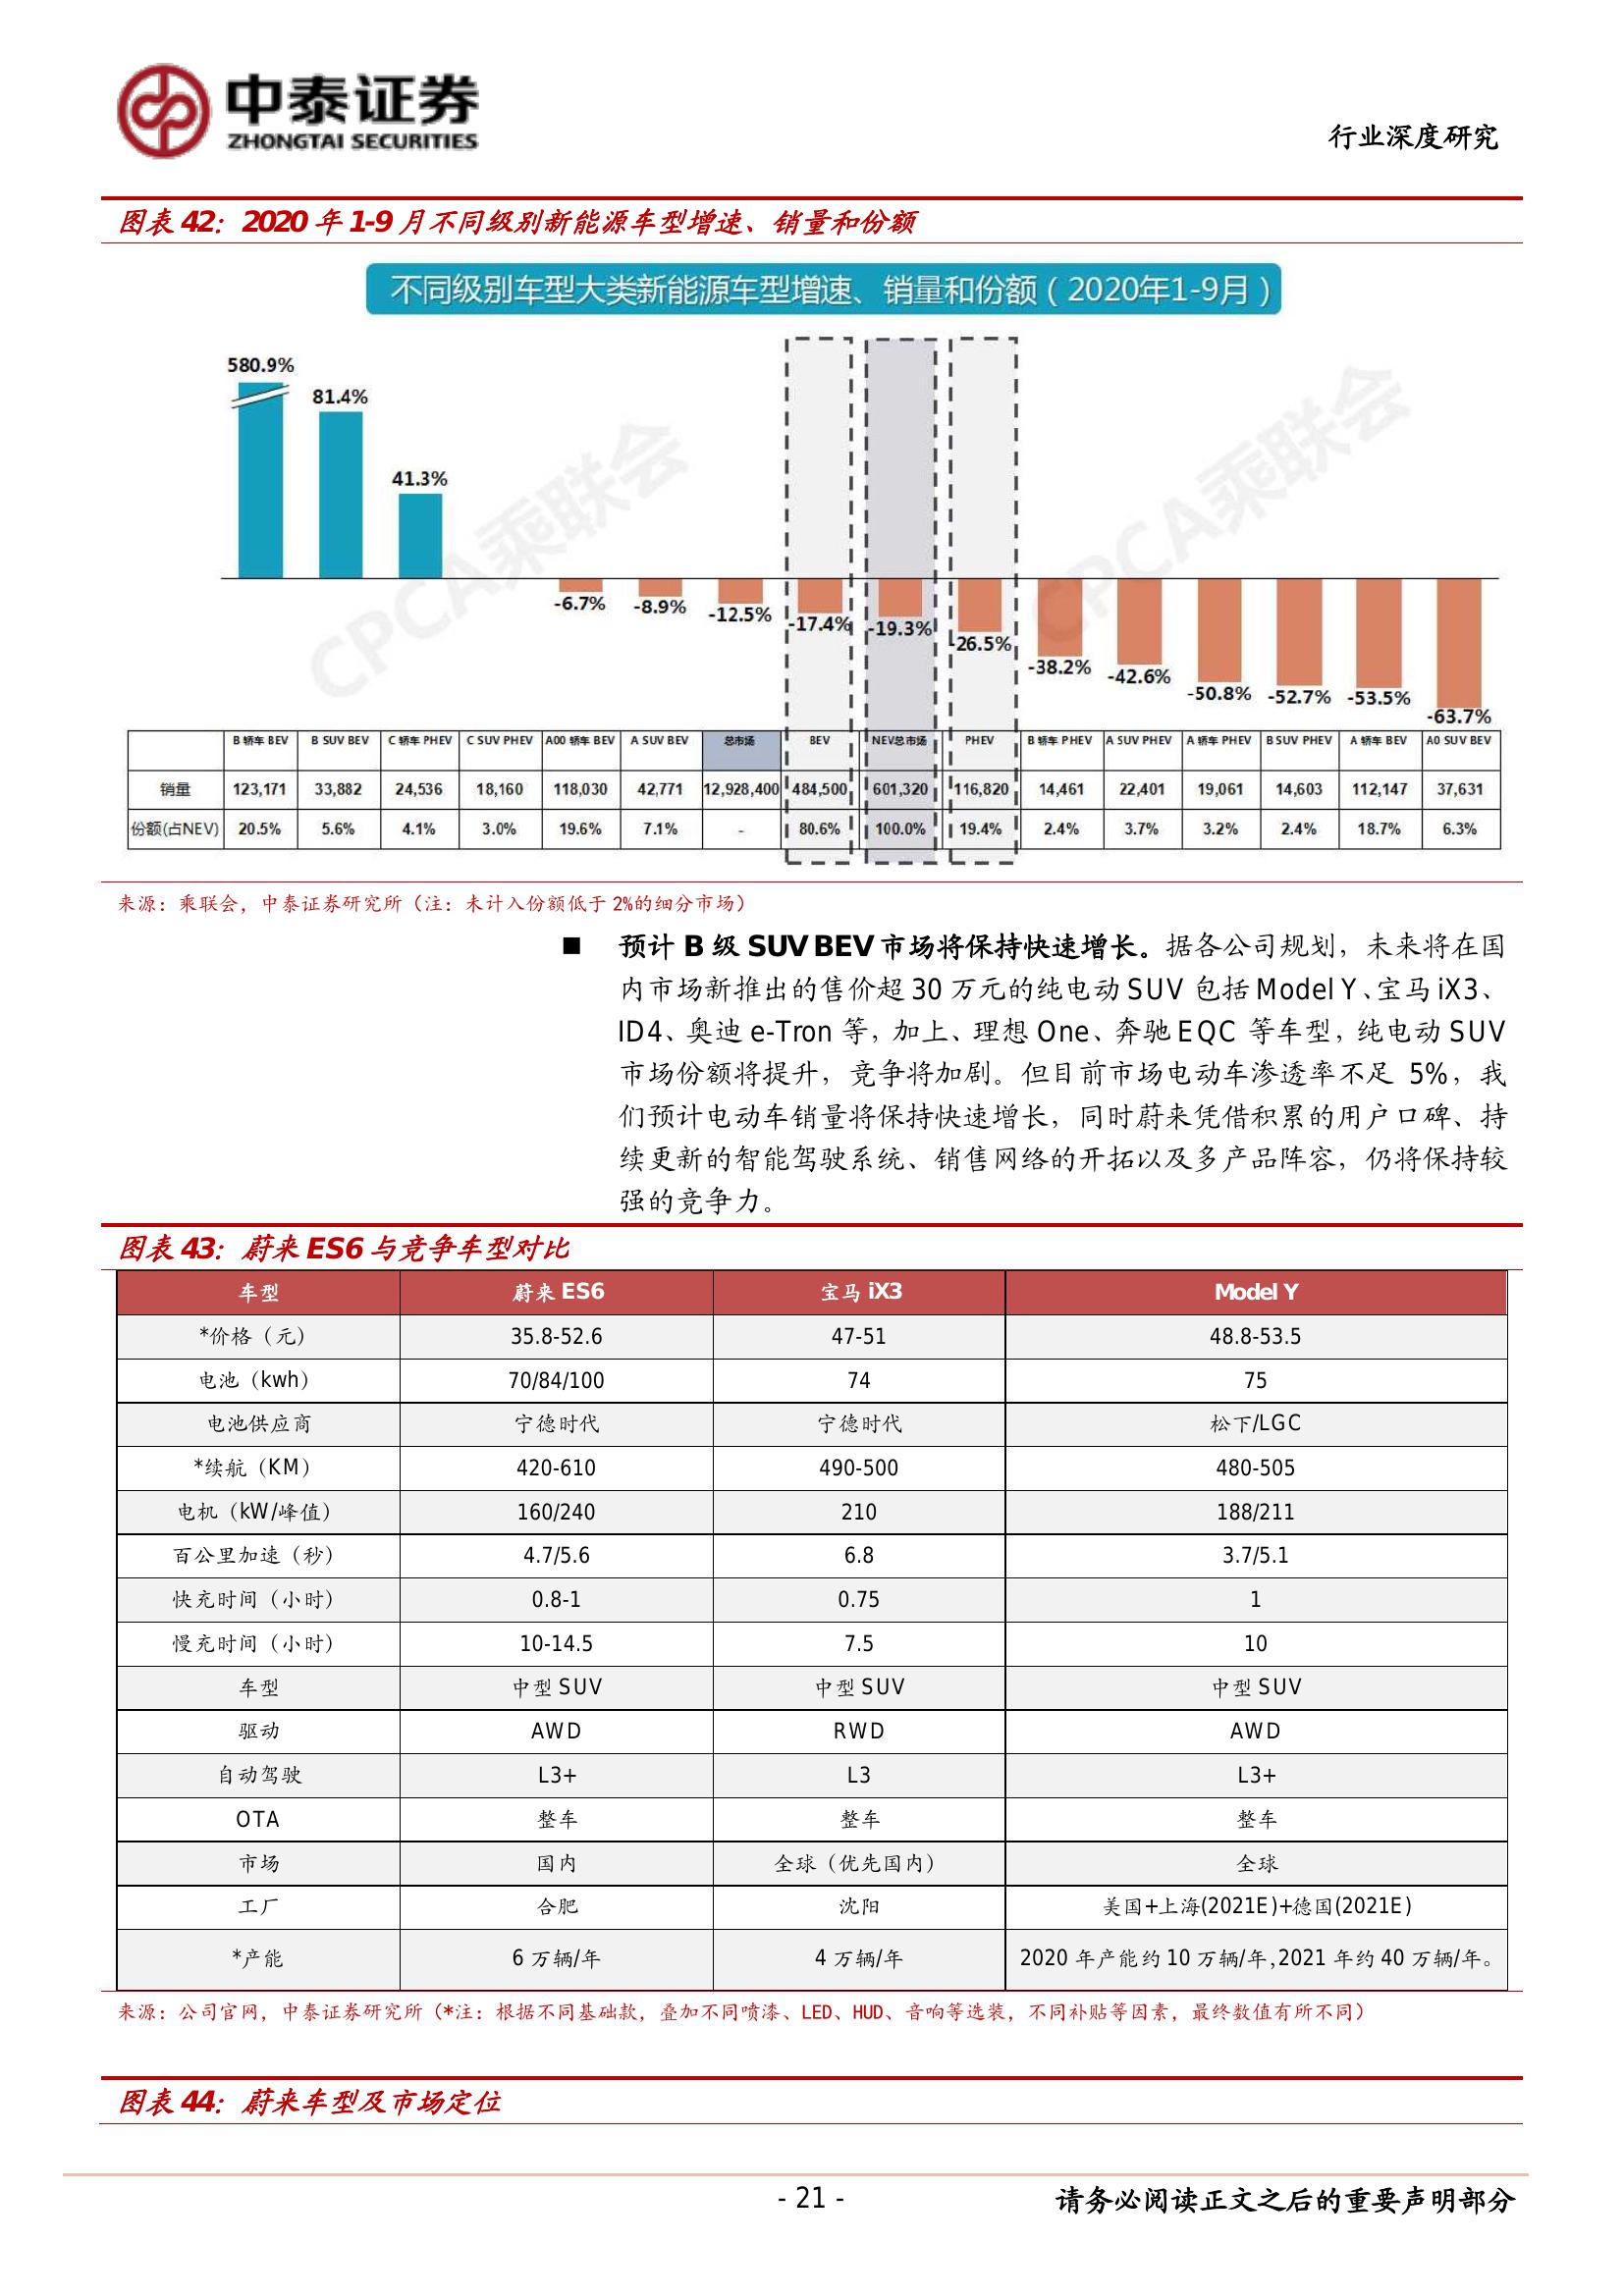 中泰证券
ZHONGTAI SECURITIES
行业深度研究
图表 42：2020 年 1-9 月不同级别新能源车型增速、销量和份额
不同级别车型大类新能源车型增速、销量和份额（2020年1-9月）
580.9%
81.4%
41.3%
-6.7%
-8.9%
-12.5%
-17.4%
-19.3%
-26.5%
-38.2%
-42.6%
-50.8%
-52.7%
-53.5%
-63.7%
CPCA乘联会
CPCA乘联会
B 轿车 BEV B SUV BEV C 轿车 PHEV C SUV PHEV A00 轿车 BEV A SUV BEV 总市场 BEV NEV总市场 PHEV B 轿车 PHEV A SUV PHEV A 轿车 PHEV B SUV PHEV A 轿车 BEV A0 SUV BEV
销量 123,171 33,882 24,536 18,160 118,030 42,771 12,928,400 484,500 601,320 116,820 14,461 22,401 19,061 14,603 112,147 37,631
份额(占NEV) 20.5% 5.6% 4.1% 3.0% 19.6% 7.1% - 80.6% 100.0% 19.4% 2.4% 3.7% 3.2% 2.4% 18.7% 6.3%
来源：乘联会，中泰证券研究所（注：未计入份额低于 2%的细分市场）
■ 预计 B 级 SUV BEV 市场将保持快速增长。据各公司规划，未来将在国
内市场新推出的售价超 30 万元的纯电动 SUV 包括 Model Y、宝马 iX3、
ID4、奥迪 e-Tron 等，加上、理想 One、奔驰 EQC 等车型，纯电动 SUV
市场份额将提升，竞争将加剧。但目前市场电动车渗透率不足 5%，我
们预计电动车销量将保持快速增长，同时蔚来凭借积累的用户口碑、持
续更新的智能驾驶系统、销售网络的开拓以及多产品阵容，仍将保持较
强的竞争力。
图表 43：蔚来 ES6 与竞争车型对比
车型 蔚来 ES6 宝马 iX3 Model Y
*价格（元） 35.8-52.6 47-51 48.8-53.5
电池（kwh） 70/84/100 74 75
电池供应商 宁德时代 宁德时代 松下/LGC
*续航（KM） 420-610 490-500 480-505
电机（kW/峰值） 160/240 210 188/211
百公里加速（秒） 4.7/5.6 6.8 3.7/5.1
快充时间（小时） 0.8-1 0.75 1
慢充时间（小时） 10-14.5 7.5 10
车型 中型 SUV 中型 SUV 中型 SUV
驱动 AWD RWD AWD
自动驾驶 L3+ L3 L3+
OTA 整车 整车 整车
市场 国内 全球（优先国内） 全球
工厂 合肥 沈阳 美国+上海(2021E)+德国(2021E)
*产能 6 万辆/年 4 万辆/年 2020 年产能约 10 万辆/年,2021 年约 40 万辆/年。
来源：公司官网，中泰证券研究所（*注：根据不同基础款，叠加不同喷漆、LED、HUD、音响等选装，不同补贴等因素，最终数值有所不同）
图表 44：蔚来车型及市场定位
- 21 -
请务必阅读正文之后的重要声明部分